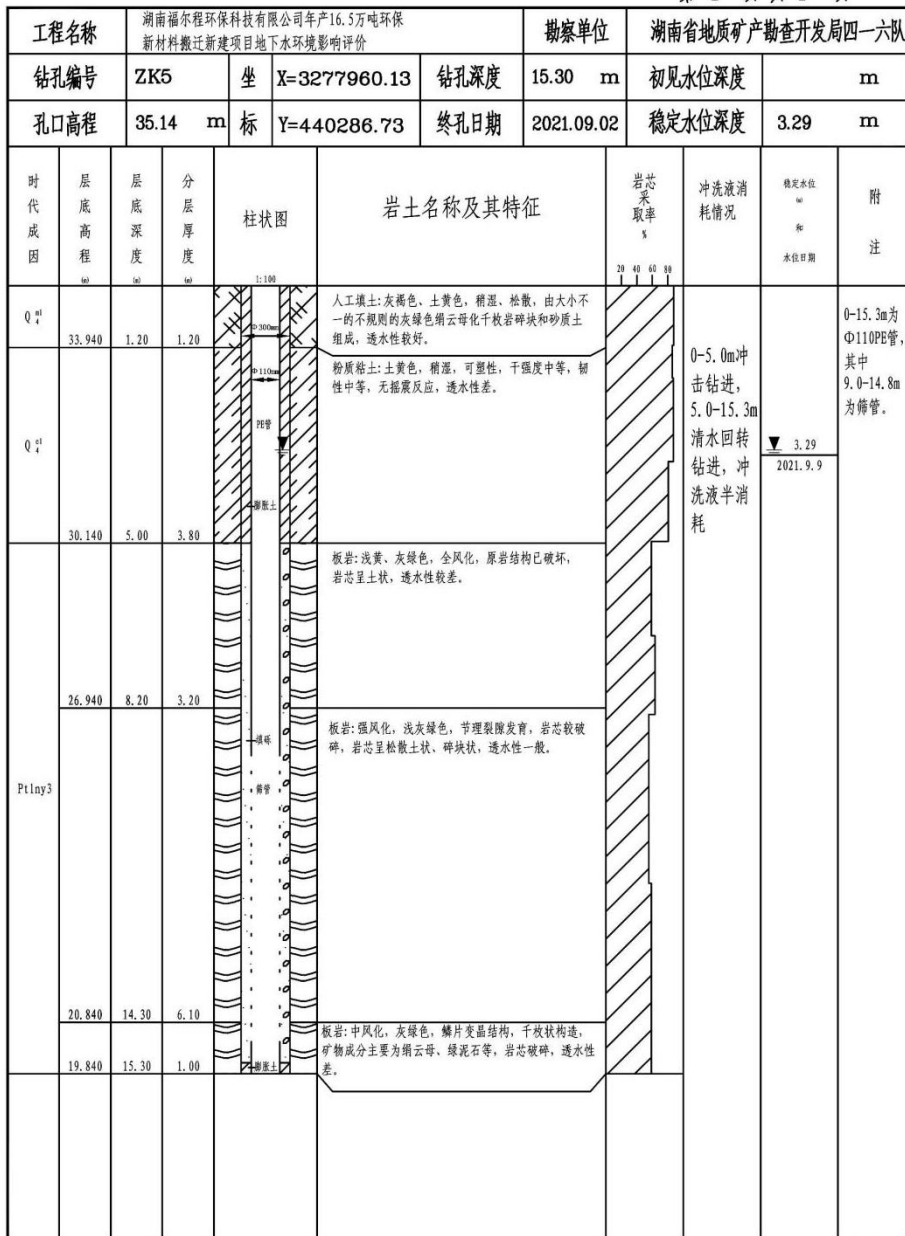 工程名称
湖南福尔程环保科技有限公司年产16.5万吨环保
新材料搬迁新建项目地下水环境影响评价
勘察单位
湖南省地质矿产勘查开发局四一六队
钻孔编号
ZK5
坐
X=3277960.13
钻孔深度
15.30 m
初见水位深度
m
孔口高程
35.14 m
标
Y=440286.73
终孔日期
2021.09.02
稳定水位深度
3.29 m
时代成因
层底高程
(m)
层底深度
(m)
分层厚度
(m)
柱状图
1:100
岩土名称及其特征
岩芯采取率
%
20 40 60 80
冲洗液消
耗情况
稳定水位
(m)
和
水位日期
附
注
Q ml 4
33.940 1.20 1.20
Φ300mm
人工填土:灰褐色、土黄色，稍湿、松散，由大小不
一的不规则的灰绿色绢云母化千枚岩碎块和砂质土
组成，透水性较好。
Q el 4
30.140 5.00 3.80
Φ110mm
PE管
膨胀土
粉质粘土:土黄色，稍湿，可塑性，干强度中等，韧
性中等，无摇震反应，透水性差。
0-5.0m冲
击钻进，
5.0-15.3m
清水回转
钻进，冲
洗液半消
耗
3.29
2021.9.9
0-15.3m为
Φ110PE管，
其中
9.0-14.8m
为筛管。
Ptlny3
26.940 8.20 3.20
板岩:浅黄、灰绿色，全风化，原岩结构已破坏，
岩芯呈土状，透水性较差。
20.840 14.30 6.10
填砾
筛管
板岩:强风化，浅灰绿色，节理裂隙发育，岩芯较破
碎，岩芯呈松散土状、碎块状，透水性一般。
19.840 15.30 1.00
膨胀土
板岩:中风化，灰绿色，鳞片变晶结构，千枚状构造，
矿物成分主要为绢云母、绿泥石等，岩芯破碎，透水性
差。